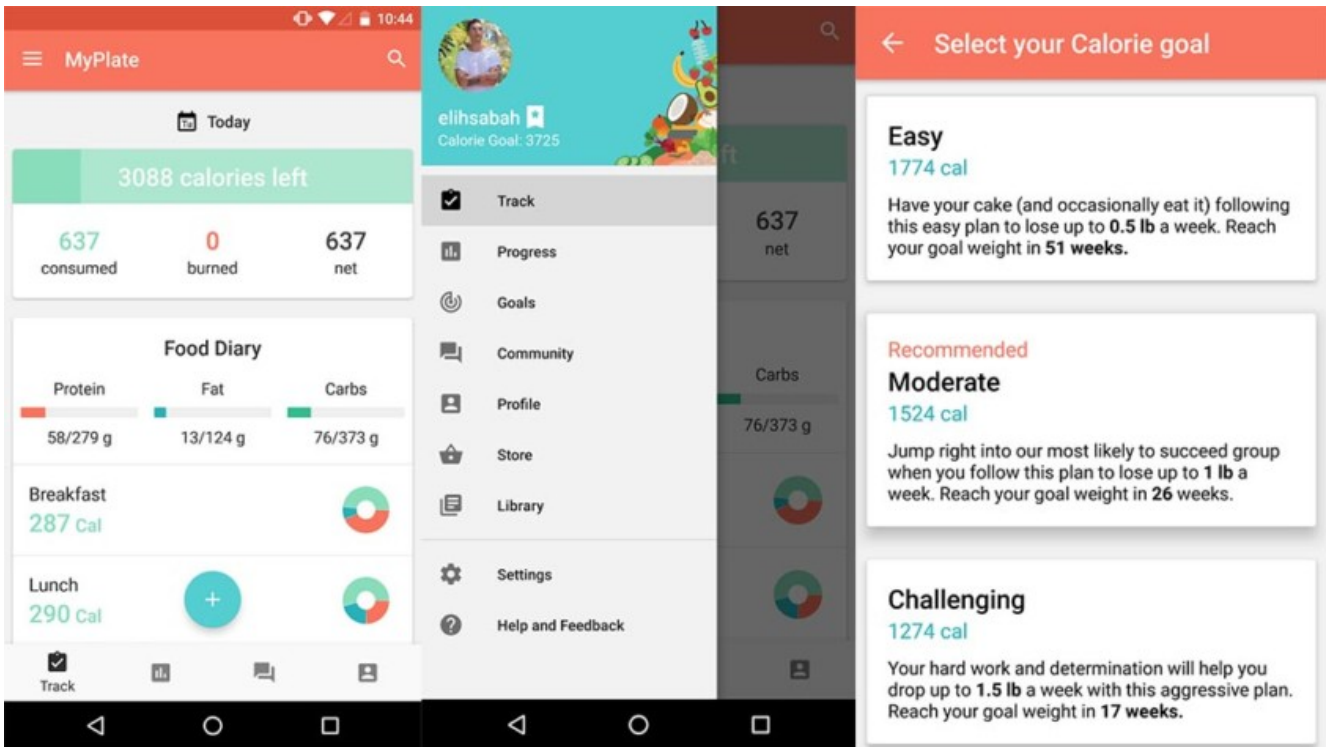 10:44
MyPlate
Today
3088 calories left
637 0 637
consumed burned net
Food Diary
Protein Fat Carbs
58/279 g 13/124 g 76/373 g
Breakfast
287 Cal
Lunch
290 Cal
Track
elihsabah
Calorie Goal: 3725
Track
Progress
Goals
Community
Profile
Store
Library
Settings
Help and Feedback
ft
637
net
Carbs
76/373 g
Select your Calorie goal
Easy
1774 cal
Have your cake (and occasionally eat it) following
this easy plan to lose up to 0.5 lb a week. Reach
your goal weight in 51 weeks.
Recommended
Moderate
1524 cal
Jump right into our most likely to succeed group
when you follow this plan to lose up to 1 lb a
week. Reach your goal weight in 26 weeks.
Challenging
1274 cal
Your hard work and determination will help you
drop up to 1.5 lb a week with this aggressive plan.
Reach your goal weight in 17 weeks.